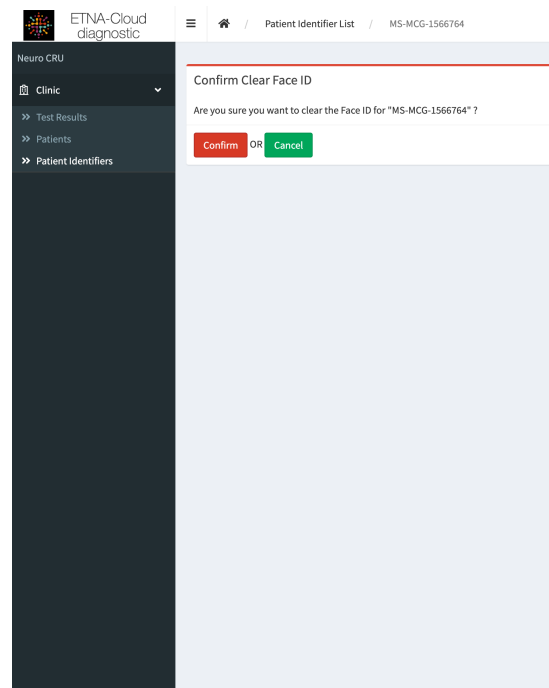 ETNA-Cloud
diagnostic
/ Patient Identifier List / MS-MCG-1566764
Neuro CRU
Clinic
Test Results
Patients
Patient Identifiers
Confirm Clear Face ID
Are you sure you want to clear the Face ID for "MS-MCG-1566764" ?
Confirm OR Cancel